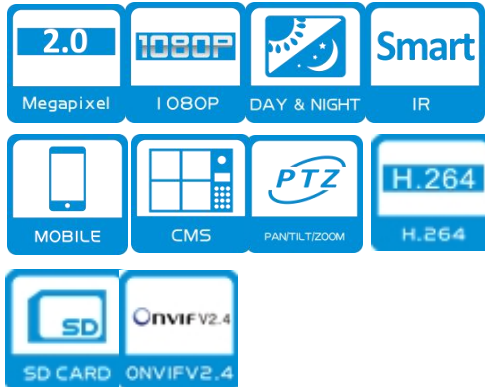 2.0
Megapixel
1080P
1080P
DAY & NIGHT
Smart
IR
MOBILE
CMS
PTZ
PAN/TILT/ZOOM
H.264
H.264
SD
SD CARD
ONVIF V2.4
ONVIFV2.4